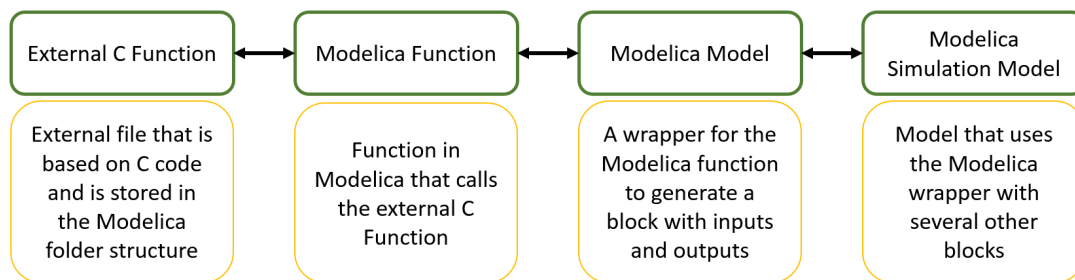 External C Function
Modelica Function
Modelica Model
Modelica
Simulation Model
External file that is
based on C code
and is stored in
the Modelica
folder structure
Function in
Modelica that calls
the external C
Function
A wrapper for the
Modelica function
to generate a
block with inputs
and outputs
Model that uses
the Modelica
wrapper with
several other
blocks